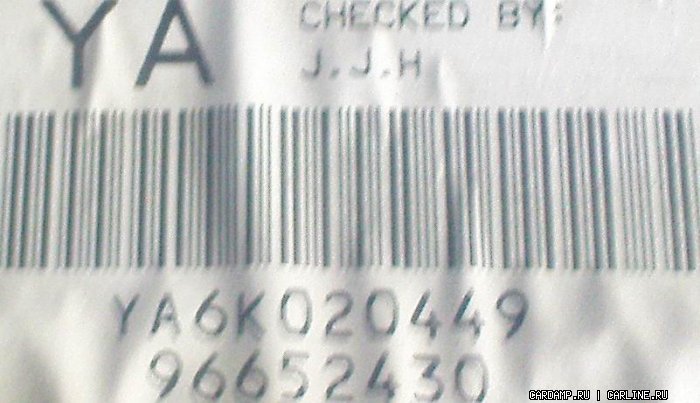 YA
CHECKED BY:
J.J.H
YA6K020449
96652430
CARDAMP.RU | CARLINE.RU